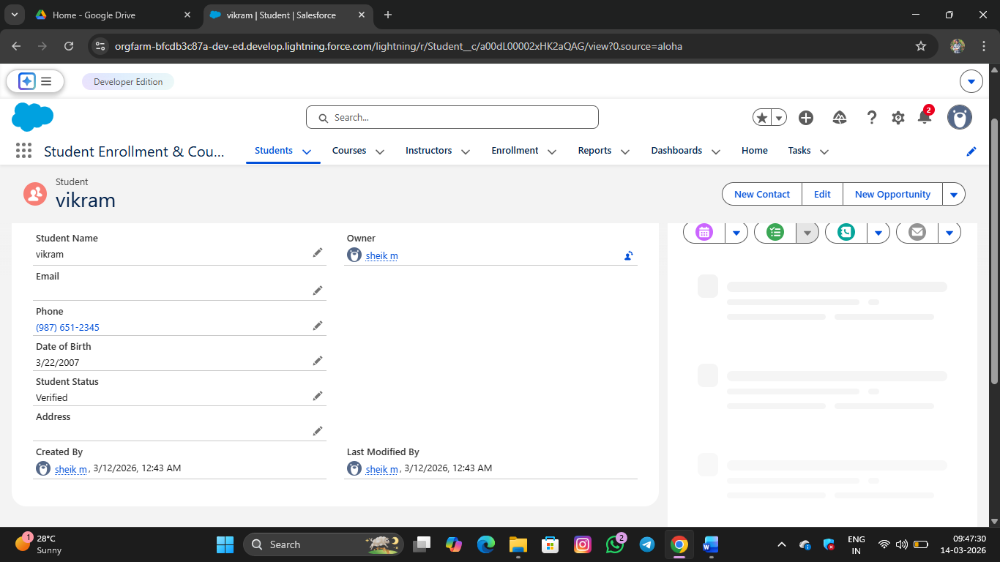 Home - Google Drive
vikram | Student | Salesforce
orgfarm-bfcdb3c87a-dev-ed.develop.lightning.force.com/lightning/r/Student__c/a00dL00002xHK2aQAG/view?0.source=aloha
Developer Edition
Search...
2
Student Enrollment & Cou...
Students
Courses
Instructors
Enrollment
Reports
Dashboards
Home
Tasks
Student
vikram
New Contact
Edit
New Opportunity
Student Name
vikram
Owner
sheik m
Email
Phone
(987) 651-2345
Date of Birth
3/22/2007
Student Status
Verified
Address
Created By
sheik m, 3/12/2026, 12:43 AM
Last Modified By
sheik m, 3/12/2026, 12:43 AM
1
28°C
Sunny
Search
2
ENG
IN
09:47:30
14-03-2026